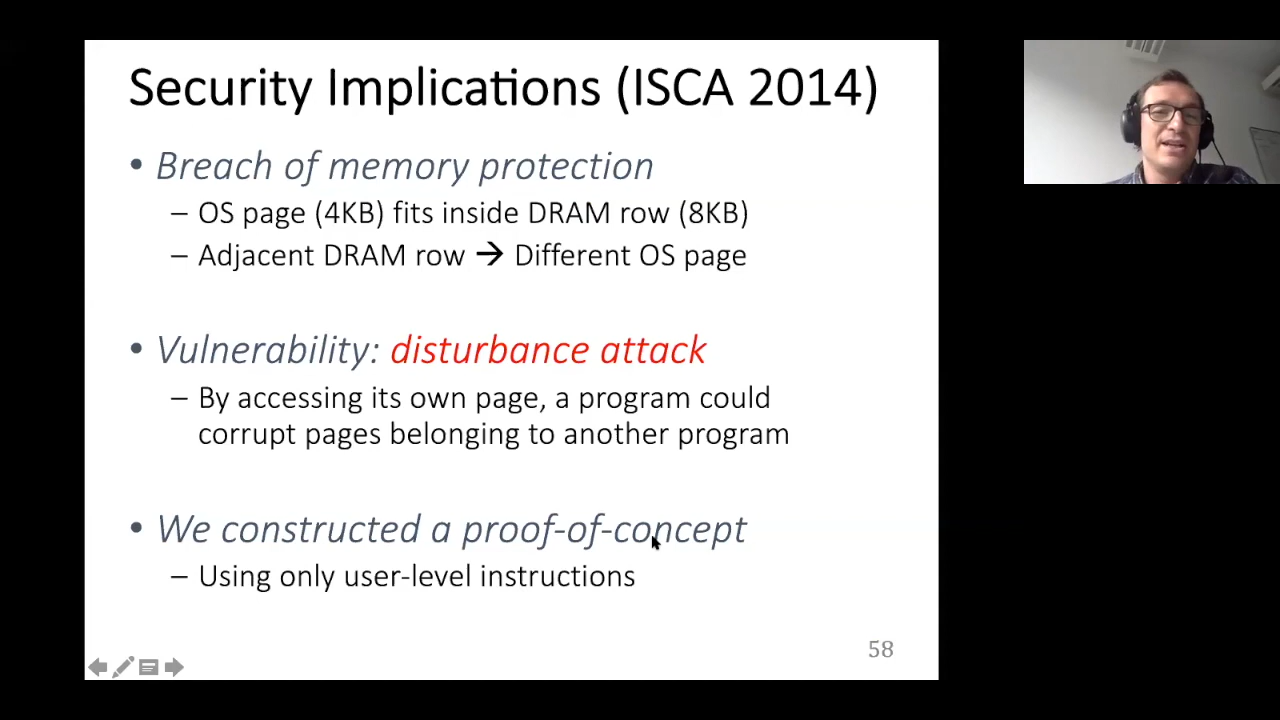 Security Implications (ISCA 2014)
• Breach of memory protection
– OS page (4KB) fits inside DRAM row (8KB)
– Adjacent DRAM row → Different OS page
• Vulnerability: disturbance attack
– By accessing its own page, a program could
corrupt pages belonging to another program
• We constructed a proof-of-concept
– Using only user-level instructions
58